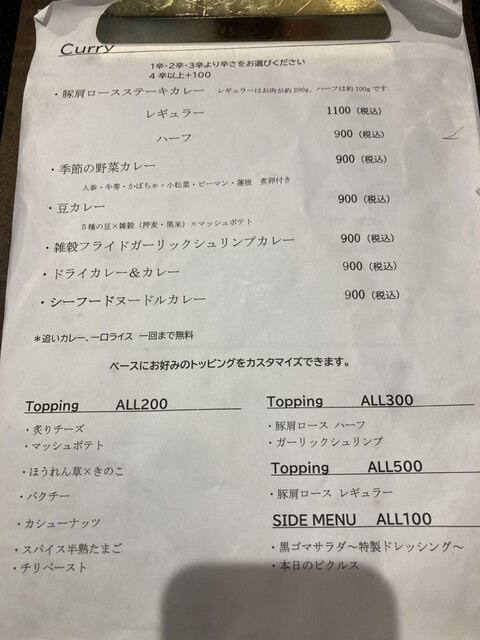 Curry
1辛・2辛・3辛より辛さをお選びください
4辛以上+100
・豚肩ロースステーキカレー レギュラーはお肉が約200g、ハーフは約100gです
レギュラー 1100(税込)
ハーフ 900(税込)
・季節の野菜カレー 900(税込)
人参・牛蒡・かぼちゃ・小松菜・ピーマン・蓮根 煮卵付き
・豆カレー 900(税込)
5種の豆×雑穀(押麦・黒米)×マッシュポテト
・雑穀フライドガーリックシュリンプカレー 900(税込)
・ドライカレー&カレー 900(税込)
・シーフードヌードルカレー 900(税込)
*追いカレー、一口ライス 一回まで無料
ベースにお好みのトッピングをカスタマイズできます。
Topping ALL200
・炙りチーズ
・マッシュポテト
・ほうれん草×きのこ
・パクチー
・カシューナッツ
・スパイス半熟たまご
・チリペースト
Topping ALL300
・豚肩ロース ハーフ
・ガーリックシュリンプ
Topping ALL500
・豚肩ロース レギュラー
SIDE MENU ALL100
・黒ゴマサラダ〜特製ドレッシング〜
・本日のピクルス